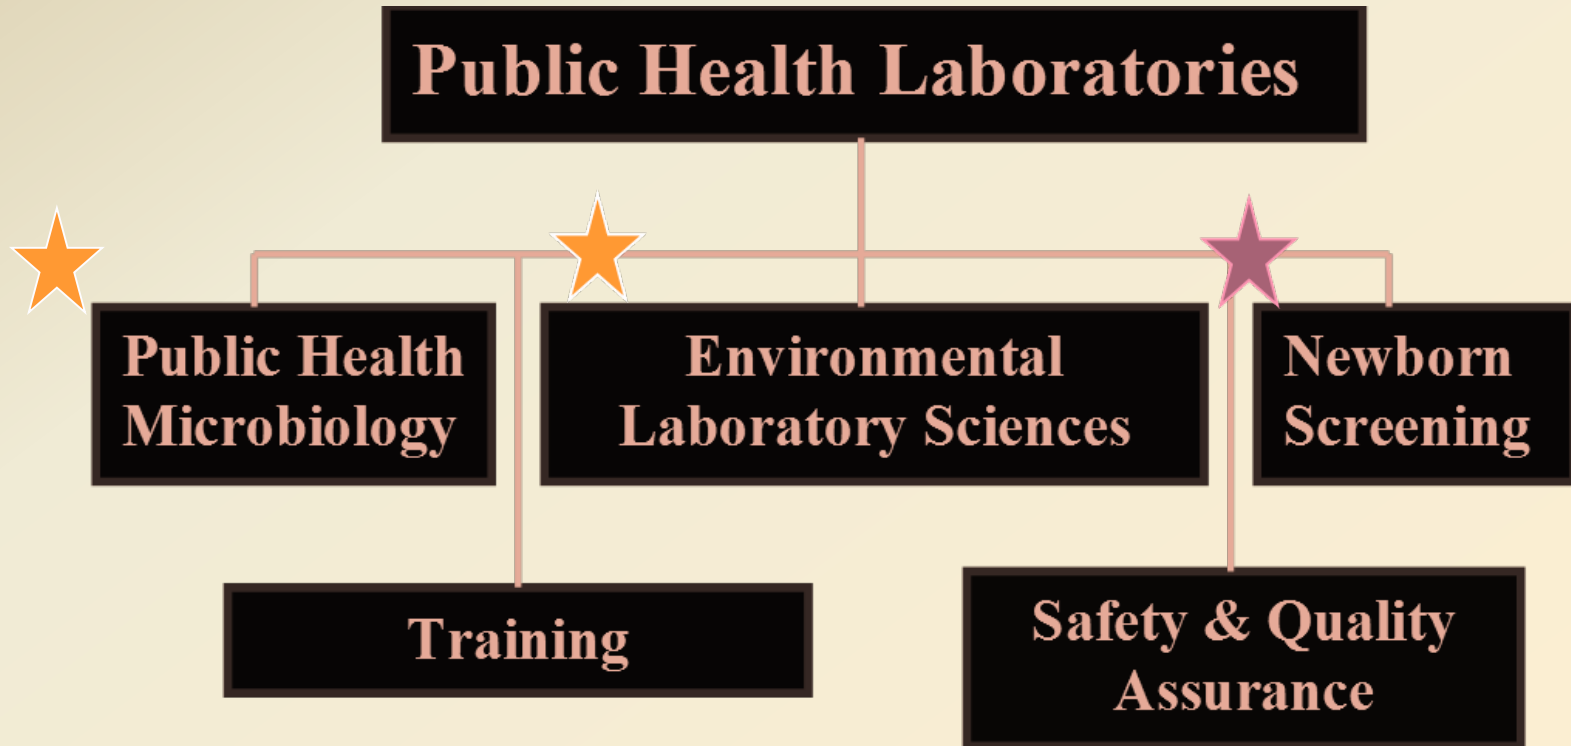 Public Health Laboratories
Public Health
Microbiology
Environmental
Laboratory Sciences
Newborn
Screening
Training
Safety & Quality
Assurance